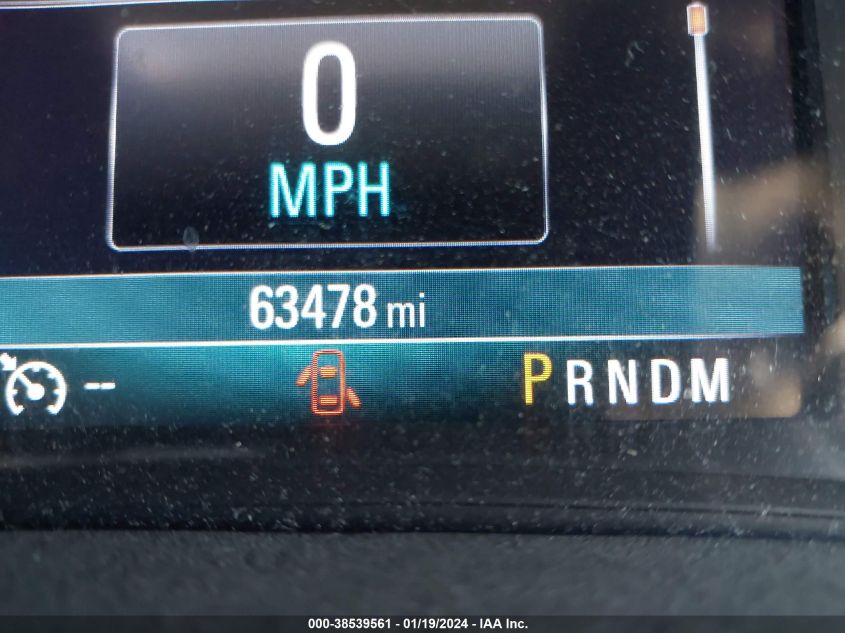 0
MPH
63478 mi
-- PRNDM
000-38539561 - 01/19/2024 - IAA Inc.